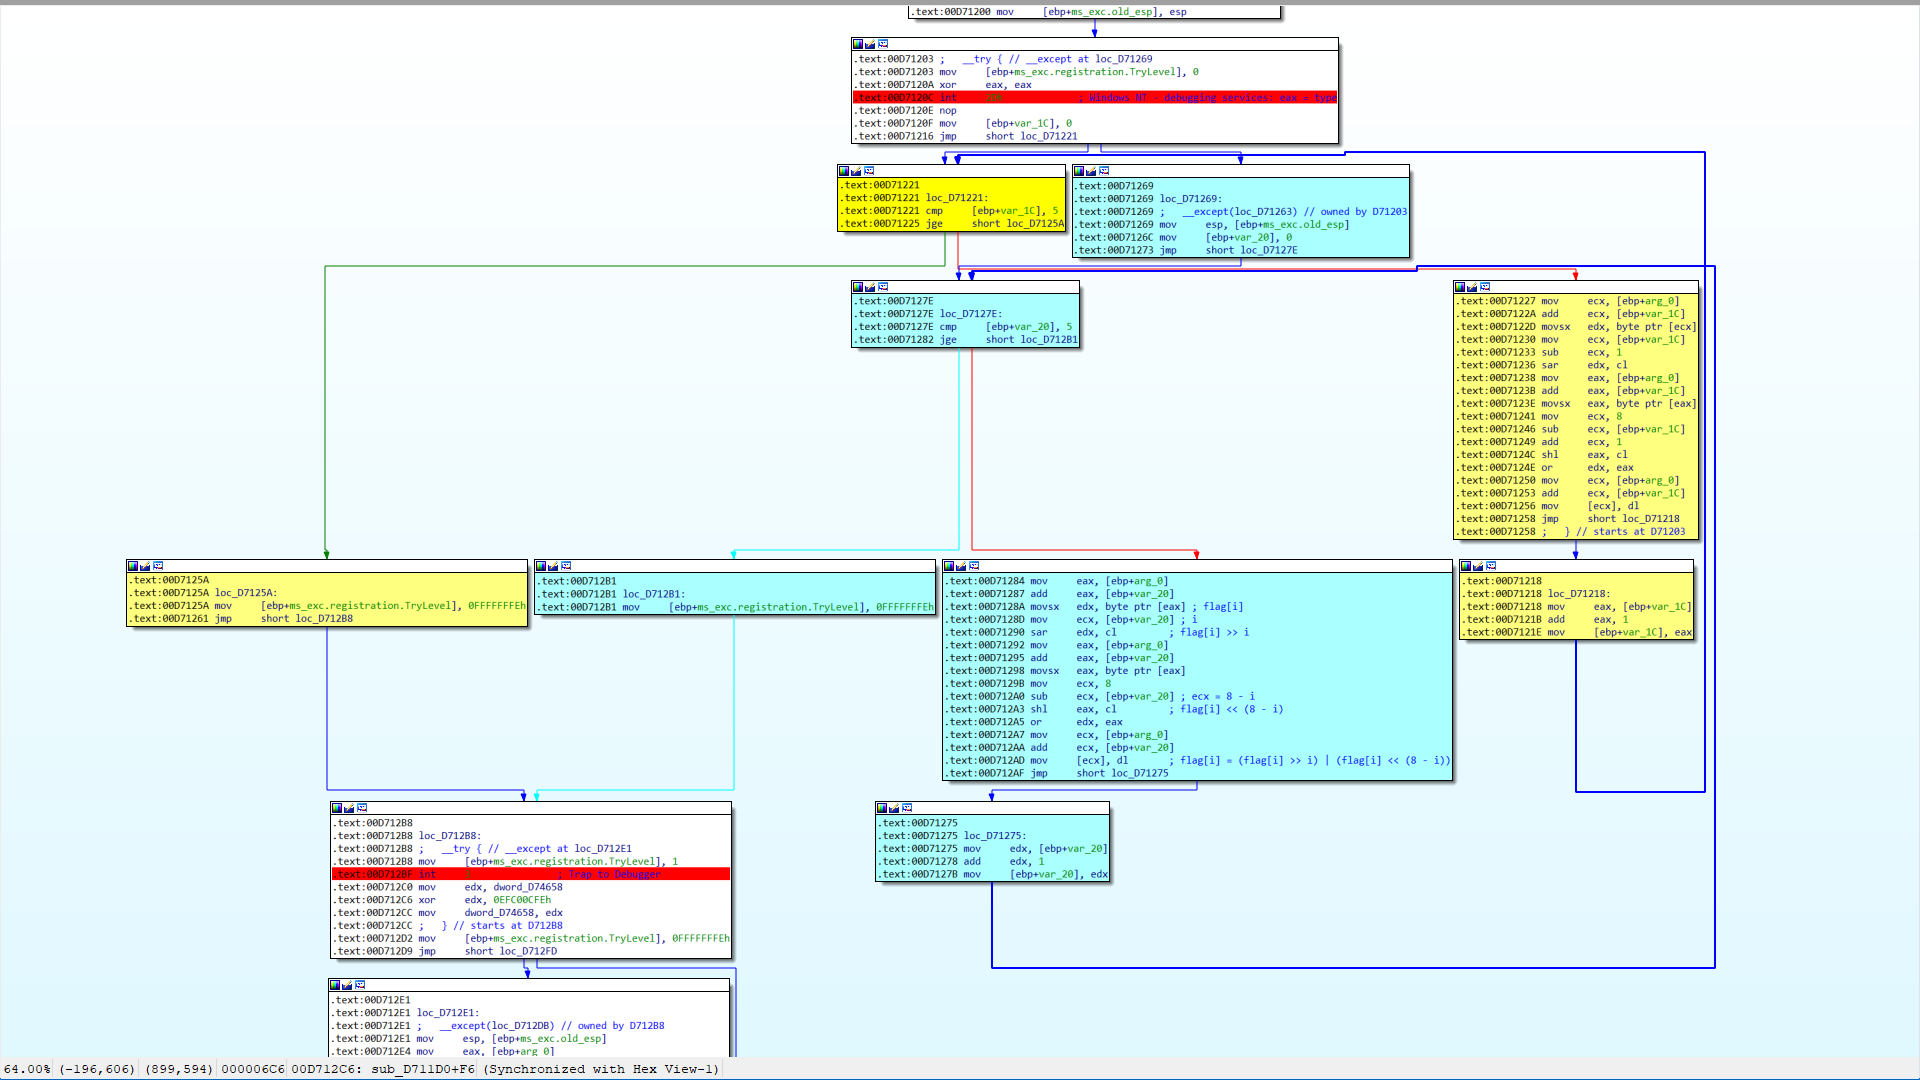 .text:00D71200 mov     [ebp+ms_exc.old_esp], esp
.text:00D71203 ;   __try { // __except at loc_D71269
.text:00D71203 mov     [ebp+ms_exc.registration.TryLevel], 0
.text:00D7120A xor     eax, eax
.text:00D7120C int     ; Windows NT - debugging services: eax = type
.text:00D7120E nop
.text:00D7120F mov     [ebp+var_1C], 0
.text:00D71216 jmp     short loc_D71221
.text:00D71221
.text:00D71221 loc_D71221:
.text:00D71221 cmp     [ebp+var_1C], 5
.text:00D71225 jge     short loc_D7125A
.text:00D71269
.text:00D71269 loc_D71269:
.text:00D71269 ;   __except(loc_D71263) // owned by D71203
.text:00D71269 mov     esp, [ebp+ms_exc.old_esp]
.text:00D7126C mov     [ebp+var_20], 0
.text:00D71273 jmp     short loc_D7127E
.text:00D7127E
.text:00D7127E loc_D7127E:
.text:00D7127E cmp     [ebp+var_20], 5
.text:00D71282 jge     short loc_D712B1
.text:00D71227 mov     ecx, [ebp+arg_0]
.text:00D7122A add     ecx, [ebp+var_1C]
.text:00D7122D movsx   edx, byte ptr [ecx]
.text:00D71230 mov     ecx, [ebp+var_1C]
.text:00D71233 sub     ecx, 1
.text:00D71236 sar     edx, cl
.text:00D71238 mov     eax, [ebp+arg_0]
.text:00D7123B add     eax, [ebp+var_1C]
.text:00D7123E movsx   eax, byte ptr [eax]
.text:00D71241 mov     ecx, 8
.text:00D71246 sub     ecx, [ebp+var_1C]
.text:00D71249 add     ecx, 1
.text:00D7124C shl     eax, cl
.text:00D7124E or      edx, eax
.text:00D71250 mov     ecx, [ebp+arg_0]
.text:00D71253 add     ecx, [ebp+var_1C]
.text:00D71256 mov     [ecx], dl
.text:00D71258 jmp     short loc_D71218
.text:00D71258 ;   } // starts at D71203
.text:00D7125A
.text:00D7125A loc_D7125A:
.text:00D7125A mov     [ebp+ms_exc.registration.TryLevel], 0FFFFFFFEh
.text:00D71261 jmp     short loc_D712B8
.text:00D712B1
.text:00D712B1 loc_D712B1:
.text:00D712B1 mov     [ebp+ms_exc.registration.TryLevel], 0FFFFFFFEh
.text:00D71284 mov     eax, [ebp+arg_0]
.text:00D71287 add     eax, [ebp+var_20]
.text:00D7128A movsx   edx, byte ptr [eax] ; flag[i]
.text:00D7128D mov     ecx, [ebp+var_20] ; i
.text:00D71290 sar     edx, cl         ; flag[i] >> i
.text:00D71292 mov     eax, [ebp+arg_0]
.text:00D71295 add     eax, [ebp+var_20]
.text:00D71298 movsx   eax, byte ptr [eax]
.text:00D7129B mov     ecx, 8
.text:00D712A0 sub     ecx, [ebp+var_20] ; ecx = 8 - i
.text:00D712A3 shl     eax, cl         ; flag[i] << (8 - i)
.text:00D712A5 or      edx, eax
.text:00D712A7 mov     ecx, [ebp+arg_0]
.text:00D712AA add     ecx, [ebp+var_20]
.text:00D712AD mov     [ecx], dl       ; flag[i] = (flag[i] >> i) | (flag[i] << (8 - i))
.text:00D712AF jmp     short loc_D71275
.text:00D71218
.text:00D71218 loc_D71218:
.text:00D71218 mov     eax, [ebp+var_1C]
.text:00D7121B add     eax, 1
.text:00D7121E mov     [ebp+var_1C], eax
.text:00D712B8
.text:00D712B8 loc_D712B8:
.text:00D712B8 ;   __try { // __except at loc_D712E1
.text:00D712B8 mov     [ebp+ms_exc.registration.TryLevel], 1
.text:00D712BF int     ; Trap to Debugger
.text:00D712C0 mov     edx, dword_D74658
.text:00D712C6 xor     edx, 0EFC00CFEh
.text:00D712CC mov     dword_D74658, edx
.text:00D712CC ;   } // starts at D712B8
.text:00D712D2 mov     [ebp+ms_exc.registration.TryLevel], 0FFFFFFFEh
.text:00D712D9 jmp     short loc_D712FD
.text:00D71275
.text:00D71275 loc_D71275:
.text:00D71275 mov     edx, [ebp+var_20]
.text:00D71278 add     edx, 1
.text:00D7127B mov     [ebp+var_20], edx
.text:00D712E1
.text:00D712E1 loc_D712E1:
.text:00D712E1 ;   __except(loc_D712DB) // owned by D712B8
.text:00D712E1 mov     esp, [ebp+ms_exc.old_esp]
.text:00D712E4 mov     eax, [ebp+arg_0]
64.00% (-196,606) (899,594) 000006C6 00D712C6: sub_D711D0+F6 (Synchronized with Hex View-1)